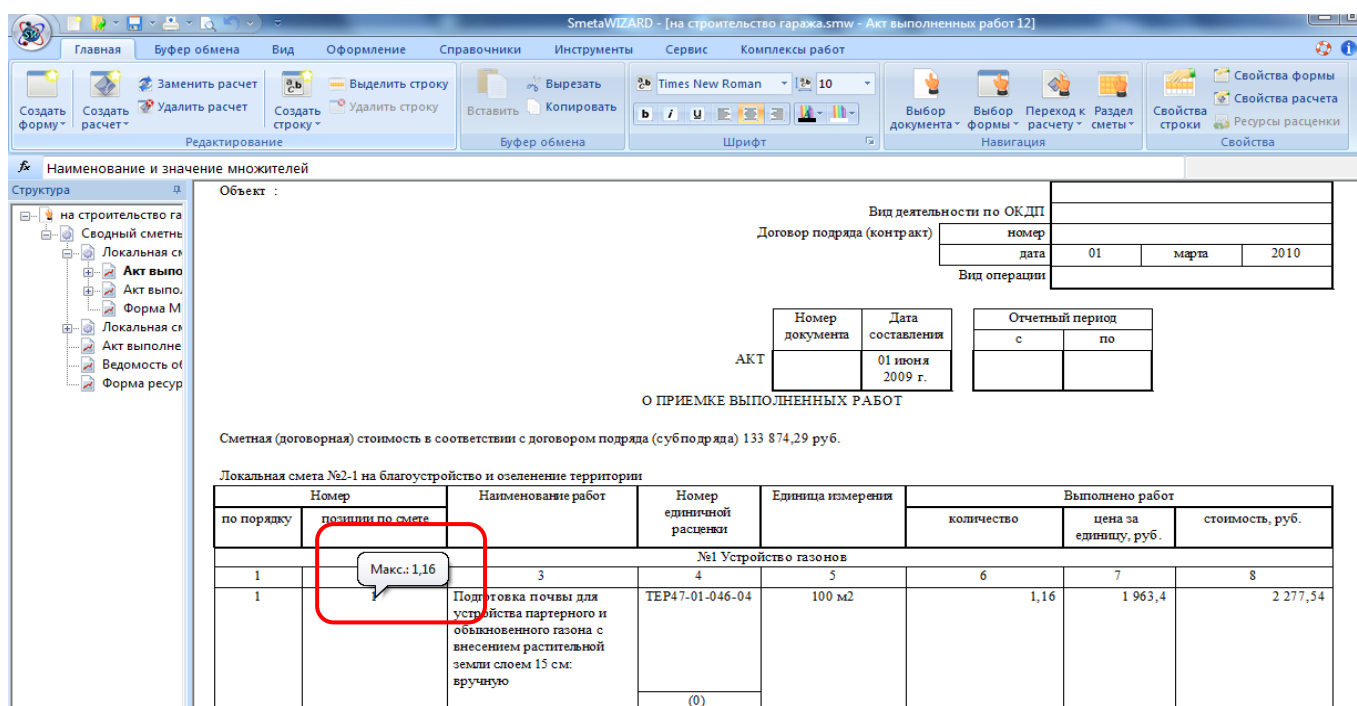 SW
SmetaWIZARD - [на строительство гаража.smw - Акт выполненных работ 12]
Главная Буфер обмена Вид Оформление Справочники Инструменты Сервис Комплексы работ
Создать форму Создать расчет Заменить расчет Удалить расчет Создать строку Выделить строку Удалить строку
Редактирование
Вставить Вырезать Копировать
Буфер обмена
Times New Roman 10
Шрифт
Выбор документа Выбор формы Переход к расчету Раздел сметы
Навигация
Свойства строки Свойства формы Свойства расчета Ресурсы расценки
Свойства
fx Наименование и значение множителей
Структура
на строительство га
Сводный сметнь
Локальная см
Акт выпо
Акт выпо.
Форма М
Локальная см
Акт выполне
Ведомость об
Форма ресур
Объект :
Вид деятельности по ОКДП
Договор подряда (контракт) номер
дата 01 марта 2010
Вид операции
Номер документа Дата составления Отчетный период
с по
АКТ 01 июня 2009 г.
О ПРИЕМКЕ ВЫПОЛНЕННЫХ РАБОТ
Сметная (договорная) стоимость в соответствии с договором подряда (субподряда) 133 874,29 руб.
Локальная смета №2-1 на благоустройство и озеленение территории
Номер Наименование работ Номер единичной расценки Единица измерения Выполнено работ
по порядку позиции по смете количество цена за единицу, руб. стоимость, руб.
№1 Устройство газонов
1 Макс.: 1,16 3 4 5 6 7 8
1 1 Подготовка почвы для ТЕР47-01-046-04 100 м2 1,16 1 963,4 2 277,54
устройства партерного и
обыкновенного газона с
внесением растительной
земли слоем 15 см:
вручную
(0)